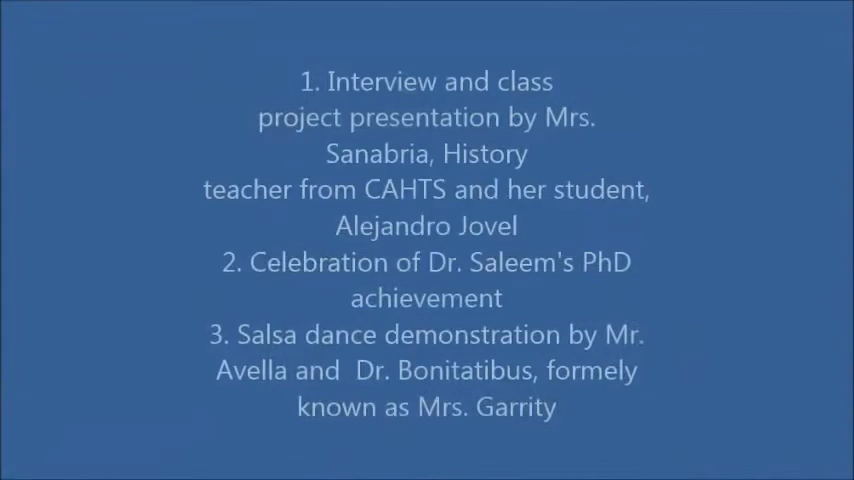 1. Interview and class
project presentation by Mrs.
Sanabria, History
teacher from CAHTS and her student,
Alejandro Jovel
2. Celebration of Dr. Saleem's PhD
achievement
3. Salsa dance demonstration by Mr.
Avella and  Dr. Bonitatibus, formely
known as Mrs. Garrity